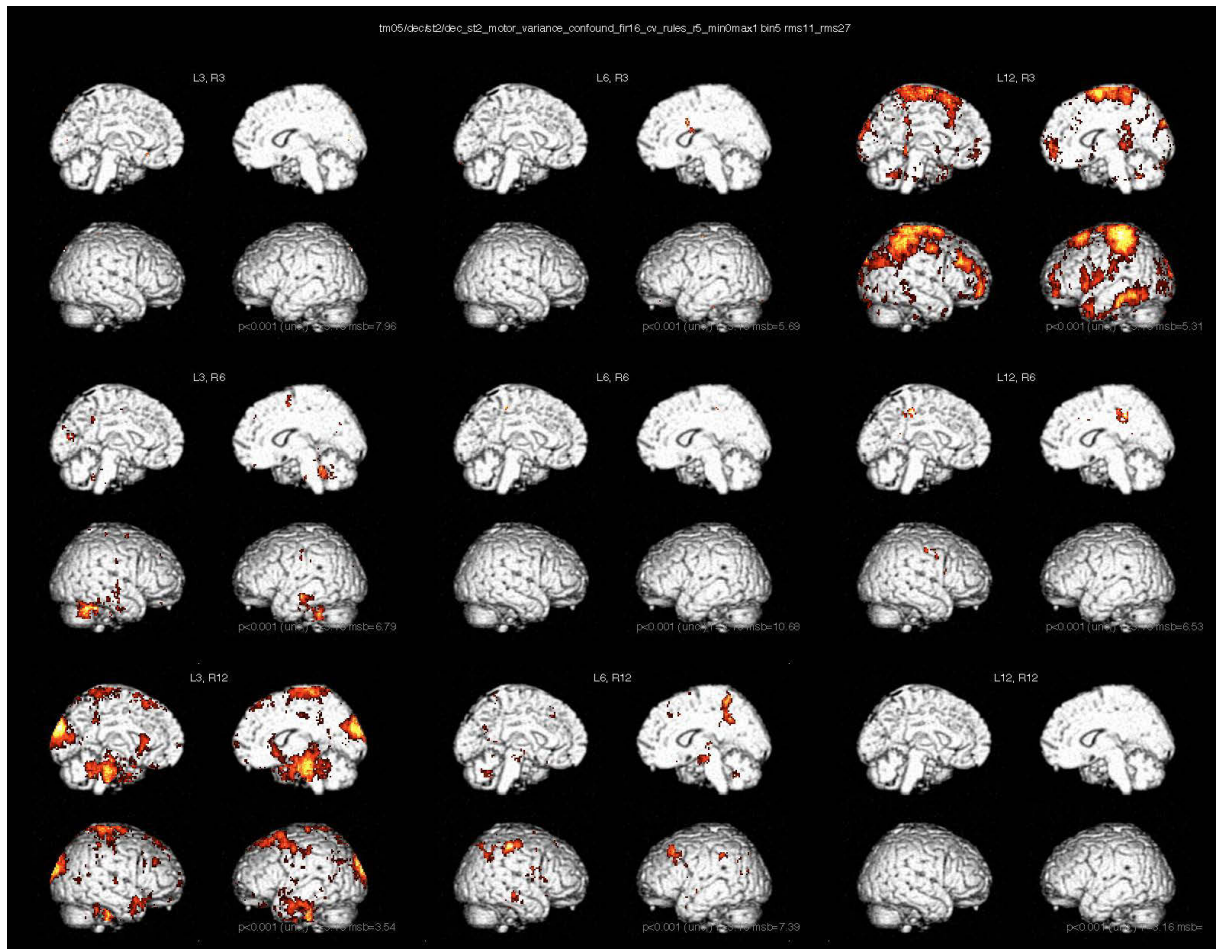 tm05/dec/st2/dec_st2_motor_variance_confound_fir16_cv_rules_r5_min0max1 bin5 rms11_rms27
L3, R3
L6, R3
L12, R3
p<0.001 (unc) msb=7.96
p<0.001 (unc) msb=5.69
p<0.001 (unc) msb=5.31
L3, R6
L6, R6
L12, R6
p<0.001 (unc) msb=6.79
p<0.001 (unc) msb=10.68
p<0.001 (unc) msb=6.53
L3, R12
L6, R12
L12, R12
p<0.001 (unc) msb=3.54
p<0.001 (unc) msb=7.39
p<0.001 (unc) msb=